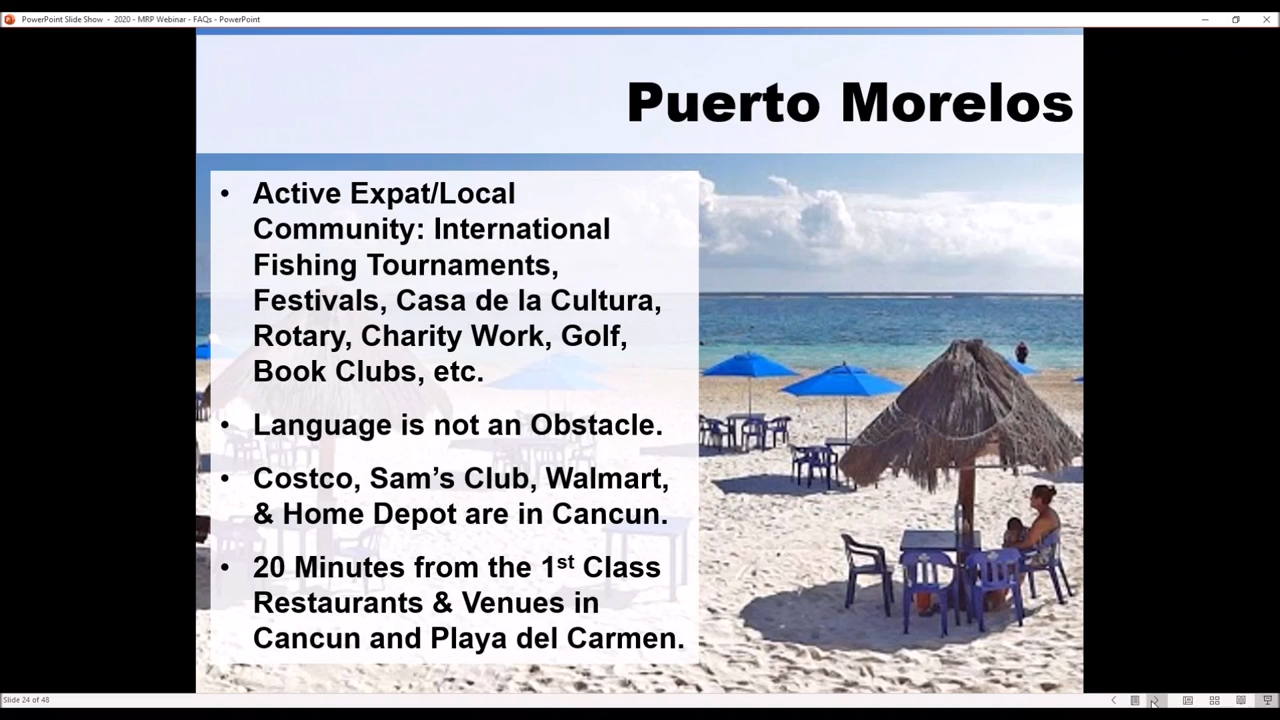 PowerPoint Slide Show - 2020 - MRP Webinar - FAQs - PowerPoint
Puerto Morelos
• Active Expat/Local
Community: International
Fishing Tournaments,
Festivals, Casa de la Cultura,
Rotary, Charity Work, Golf,
Book Clubs, etc.
• Language is not an Obstacle.
• Costco, Sam’s Club, Walmart,
& Home Depot are in Cancun.
• 20 Minutes from the 1st Class
Restaurants & Venues in
Cancun and Playa del Carmen.
Slide 24 of 48